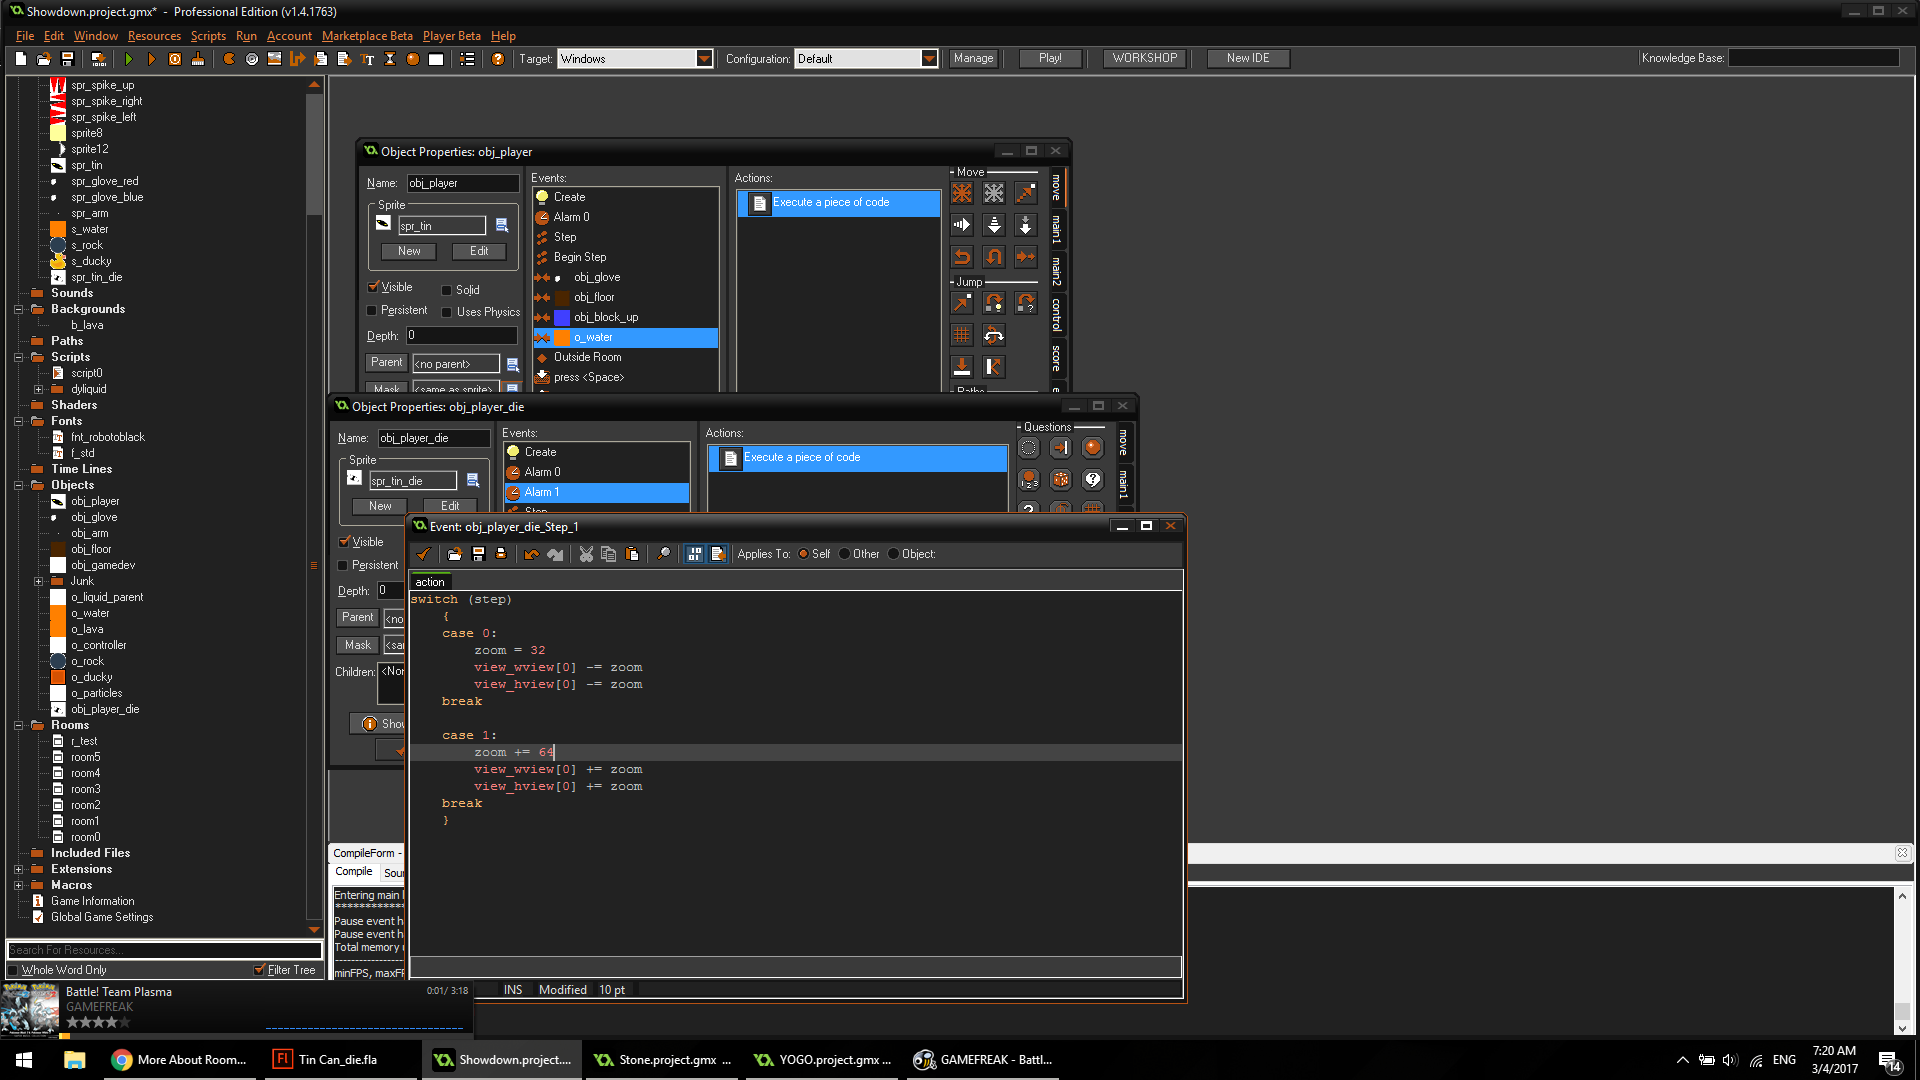 Showdown.project.gmx* - Professional Edition (v1.4.1763)
File Edit Window Resources Scripts Run Account Marketplace Beta Player Beta Help
Target: Windows Configuration: Default Manage Play! WORKSHOP New IDE Knowledge Base:
spr_spike_up
spr_spike_right
spr_spike_left
sprite8
sprite12
spr_tin
spr_glove_red
spr_glove_blue
spr_arm
s_water
s_rock
s_ducky
spr_tin_die
Sounds
Backgrounds
b_lava
Paths
Scripts
script0
dyliquid
Shaders
Fonts
fnt_robotoblack
f_std
Time Lines
Objects
obj_player
obj_glove
obj_arm
obj_floor
obj_gamedev
Junk
o_liquid_parent
o_water
o_lava
o_controller
o_rock
o_ducky
o_particles
obj_player_die
Rooms
r_test
room5
room4
room3
room2
room1
room0
Included Files
Extensions
Macros
Game Information
Global Game Settings
Search For Resources...
Whole Word Only Filter Tree
Object Properties: obj_player
Name: obj_player
Sprite
spr_tin
New Edit
Visible Solid
Persistent Uses Physics
Depth: 0
Parent <no parent>
Mask <same as sprite>
Events:
Create
Alarm 0
Step
Begin Step
obj_glove
obj_floor
obj_block_up
o_water
Outside Room
press <Space>
Actions:
Execute a piece of code
Move
Jump
Paths
move
main1
main2
control
score
Object Properties: obj_player_die
Name: obj_player_die
Sprite
spr_tin_die
New Edit
Visible
Persistent
Depth: 0
Parent <no
Mask <sa
Children: <Non
Show
Events:
Create
Alarm 0
Alarm 1
Step
Actions:
Execute a piece of code
Questions
move
main1
Event: obj_player_die_Step_1
Applies To: Self Other Object:
action
switch (step)
{
case 0:
zoom = 32
view_wview[0] -= zoom
view_hview[0] -= zoom
break
case 1:
zoom += 64
view_wview[0] += zoom
view_hview[0] += zoom
break
}
INS Modified 10 pt
CompileForm -
Compile Sour
Entering main l
**************
Pause event h
Pause event h
Total memory u
minFPS, maxFP
Battle! Team Plasma 0:01/ 3:18
GAMEFREAK
More About Room... Tin Can_die.fla Showdown.project.... Stone.project.gmx ... YOGO.project.gmx ... GAMEFREAK - Battl...
ENG
7:20 AM
3/4/2017
14